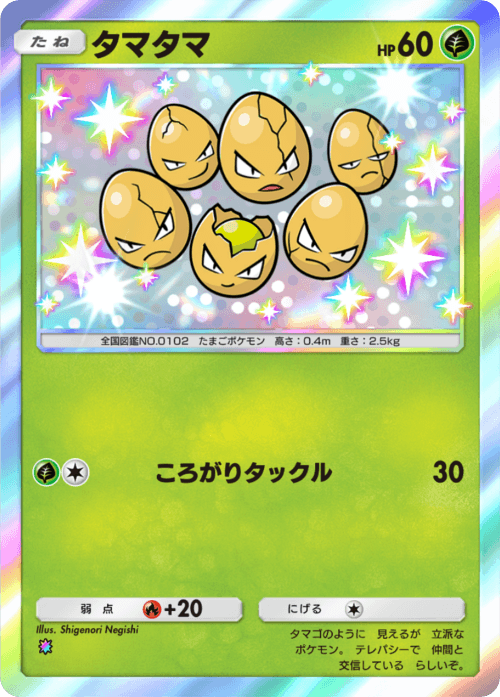 たね タマタマ HP60
全国図鑑NO.0102 たまごポケモン 高さ:0.4m 重さ:2.5kg
ころがりタックル 30
弱点 +20 にげる
Illus. Shigenori Negishi
タマゴのように 見えるが 立派な
ポケモン。 テレパシーで 仲間と
交信している らしいぞ。